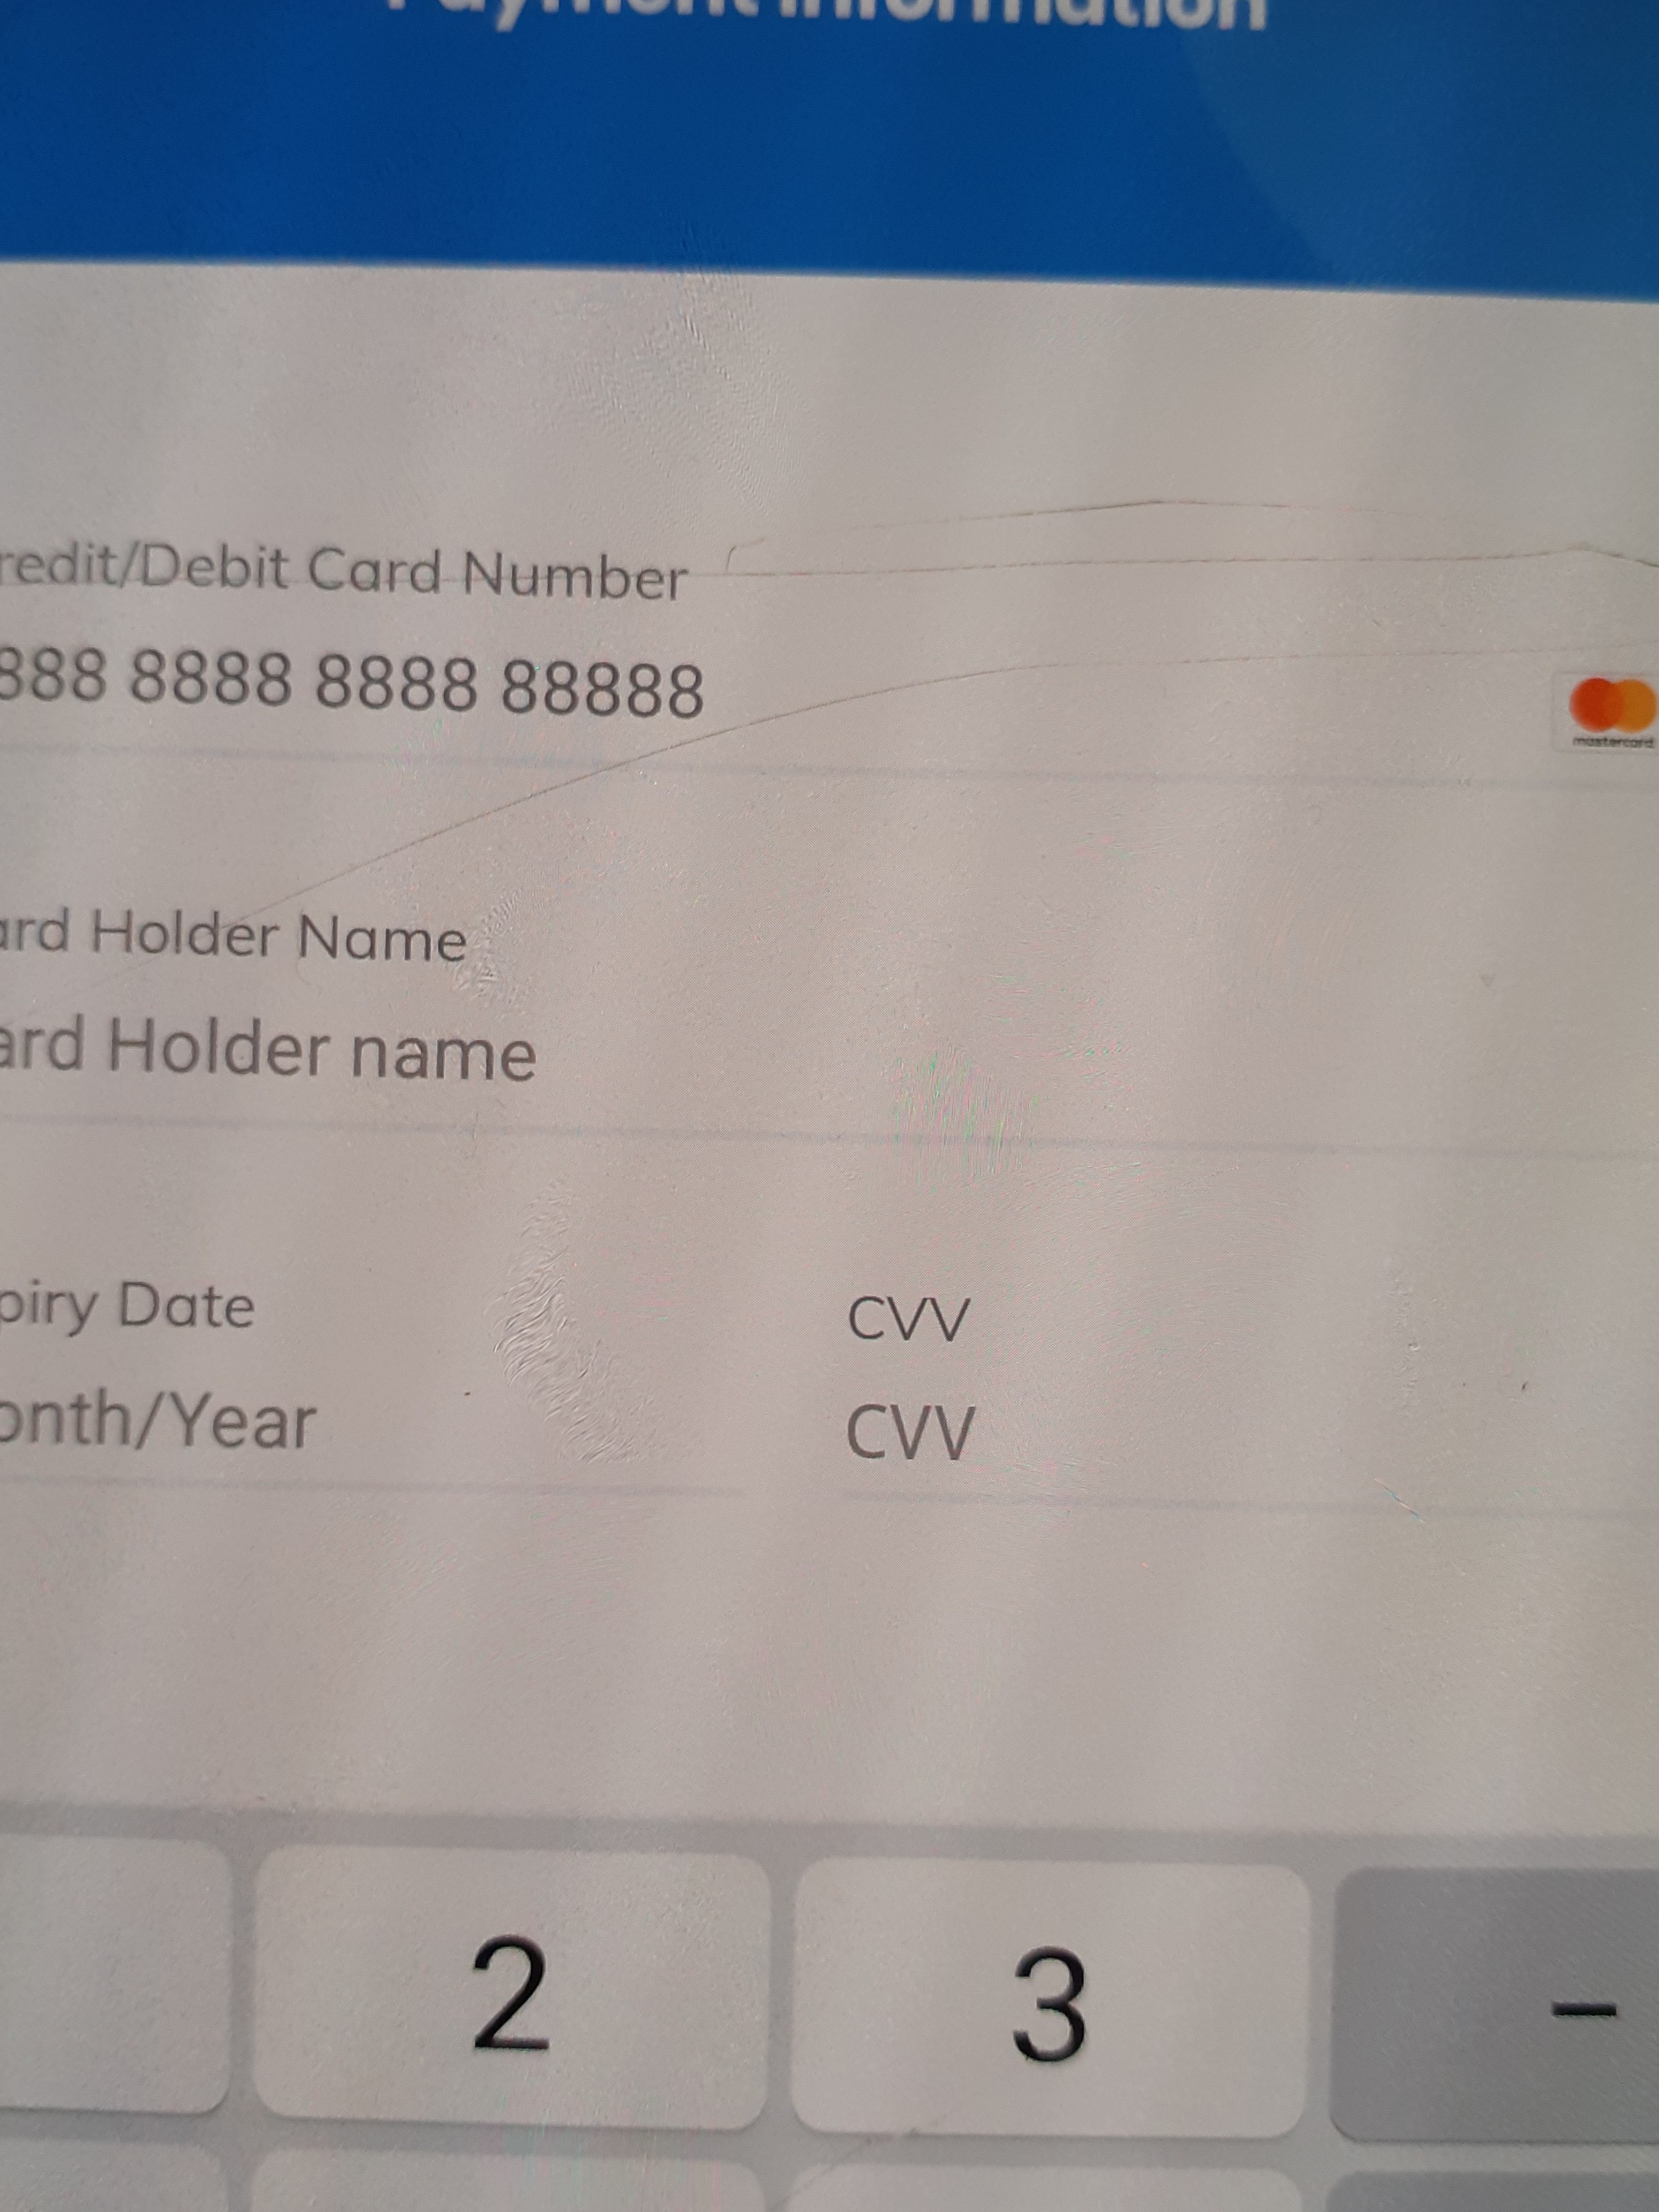 Payment Information
redit/Debit Card Number
888 8888 8888 88888
mastercard
ard Holder Name
ard Holder name
piry Date
CVV
onth/Year
CVV
2
3
–